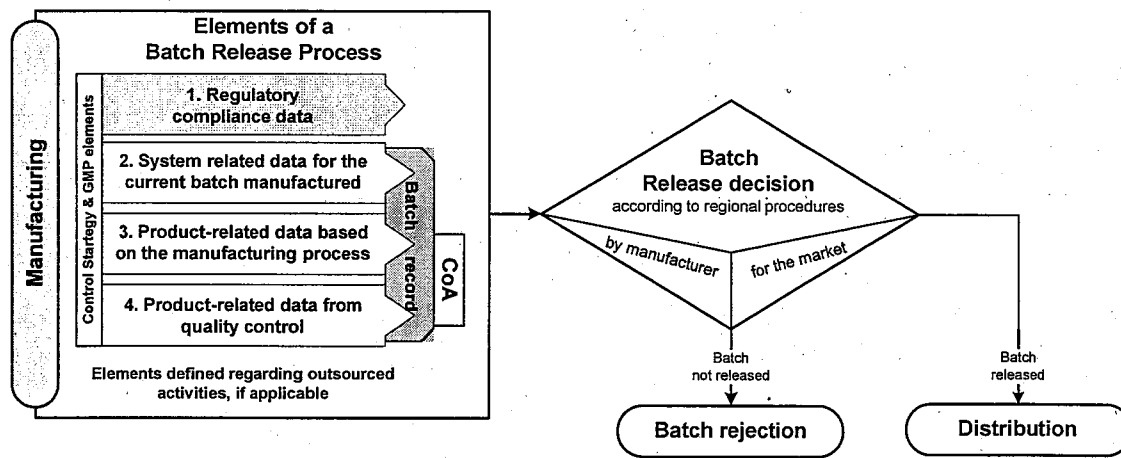 Manufacturing
Elements of a
Batch Release Process
Control Startegy & GMP elements
1. Regulatory
compliance data
2. System related data for the
current batch manufactured
3. Product-related data based
on the manufacturing process
4. Product-related data from
quality control
Batch record
CoA
Elements defined regarding outsourced
activities, if applicable
Batch
Release decision
according to regional procedures
by manufacturer
for the market
Batch
not released
Batch
released
Batch rejection
Distribution